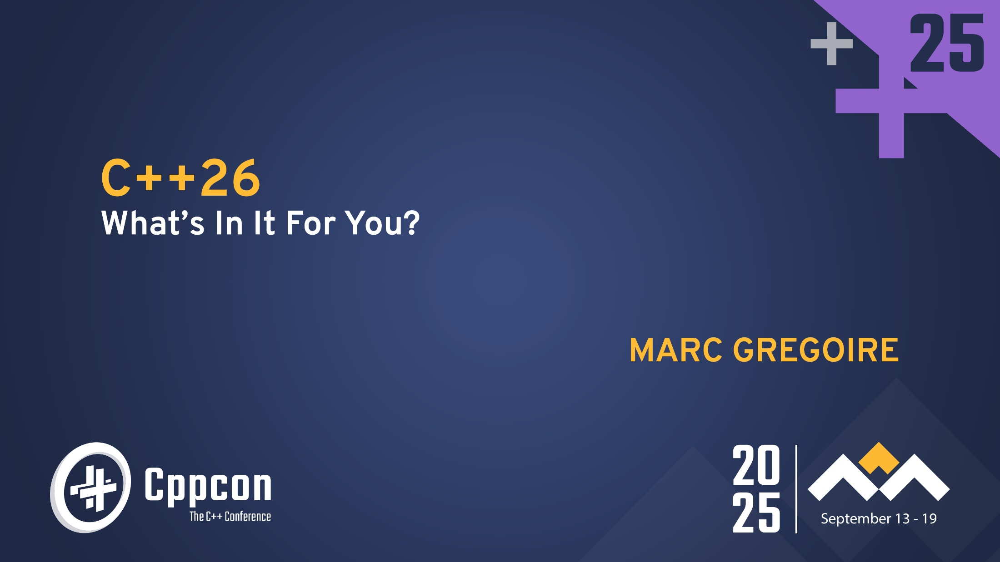 25
C++26
What’s In It For You?
MARC GREGOIRE
Cppcon
The C++ Conference
20
25
September 13 - 19